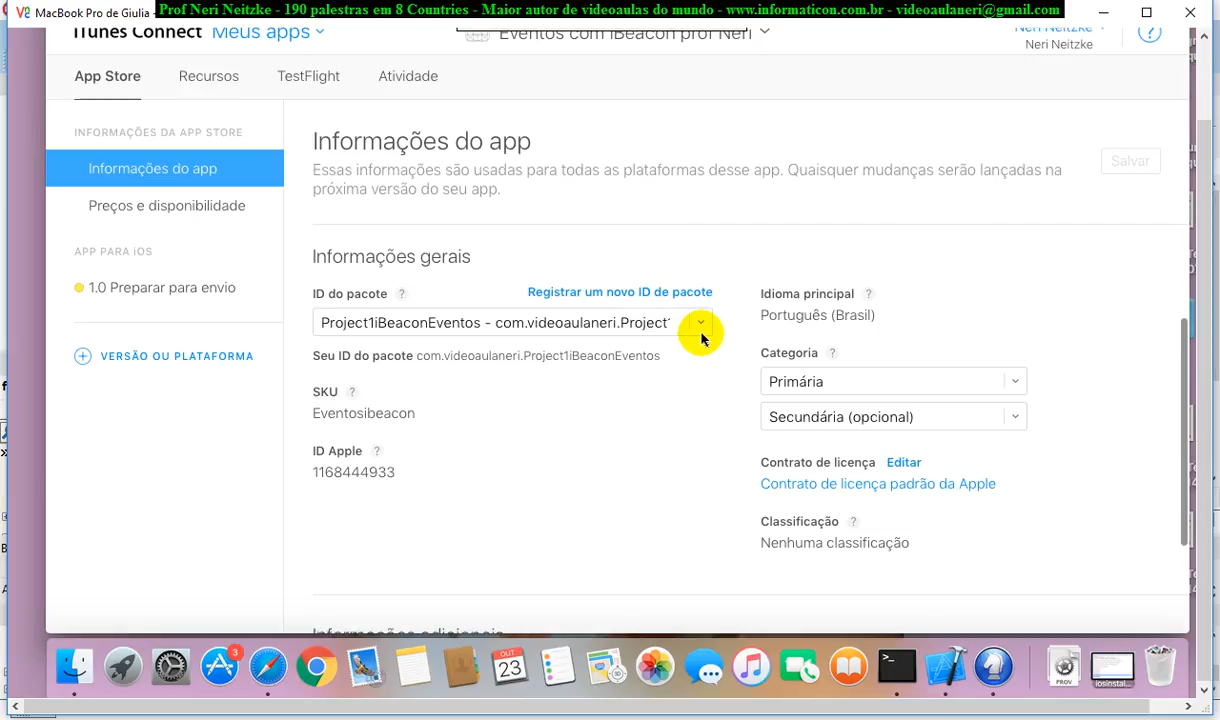 MacBook Pro de Giulia
Prof Neri Neitzke - 190 palestras em 8 Countries - Maior autor de videoaulas do mundo - www.informaticon.com.br - videoaulaneri@gmail.com
iTunes Connect Meus apps
Eventos com iBeacon prof Neri
Neri Neitzke
Neri Neitzke
?
App Store Recursos TestFlight Atividade
INFORMAÇÕES DA APP STORE
Informações do app
Preços e disponibilidade
APP PARA iOS
1.0 Preparar para envio
VERSÃO OU PLATAFORMA
Informações do app
Essas informações são usadas para todas as plataformas desse app. Quaisquer mudanças serão lançadas na
próxima versão do seu app.
Salvar
Informações gerais
ID do pacote ? Registrar um novo ID de pacote
Project1iBeaconEventos - com.videoaulaneri.Project
Seu ID do pacote com.videoaulaneri.Project1iBeaconEventos
SKU ?
Eventosibeacon
ID Apple ?
1168444933
Idioma principal ?
Português (Brasil)
Categoria ?
Primária
Secundária (opcional)
Contrato de licença Editar
Contrato de licença padrão da Apple
Classificação ?
Nenhuma classificação
Informações adicionais
3
OUT
23
PROV